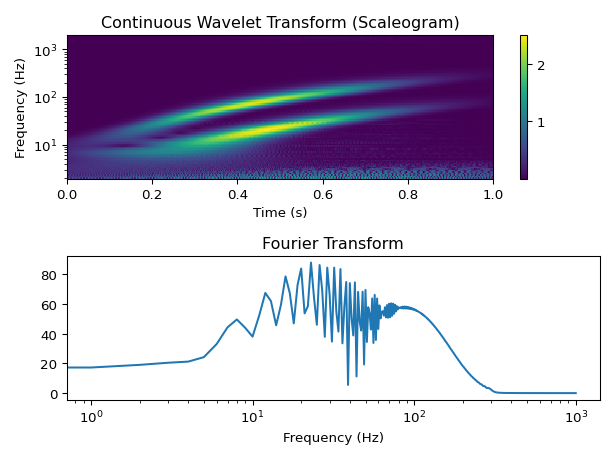 Continuous Wavelet Transform (Scaleogram)
Frequency (Hz)
10³
10²
10¹
2
1
0.0 0.2 0.4 0.6 0.8 1.0
Time (s)
Fourier Transform
80
60
40
20
0
10⁰ 10¹ 10² 10³
Frequency (Hz)